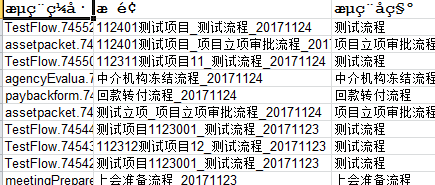 æµç¨ç¼å· æ é¢ æµç¨åç§°
TestFlow.74552 112401测试项目_测试流程_20171124 测试流程
assetpacket.74 112401测试项目_项目立项审批流程_2017 项目立项审批流程
TestFlow.74550 112311测试项目11_测试流程_20171124 测试流程
agencyEvalua.7 中介机构冻结流程_20171124 中介机构冻结流程
paybackform.74 回款转付流程_20171124 回款转付流程
assetpacket.74 测试立项_项目立项审批流程_20171124 项目立项审批流程
TestFlow.74544 测试项目1123001_测试流程_20171123 测试流程
TestFlow.74543 112312测试项目12_测试流程_20171123 测试流程
TestFlow.74542 测试项目1123001_测试流程_20171123 测试流程
meetingPrepare 上会准备流程_20171123 上会准备流程